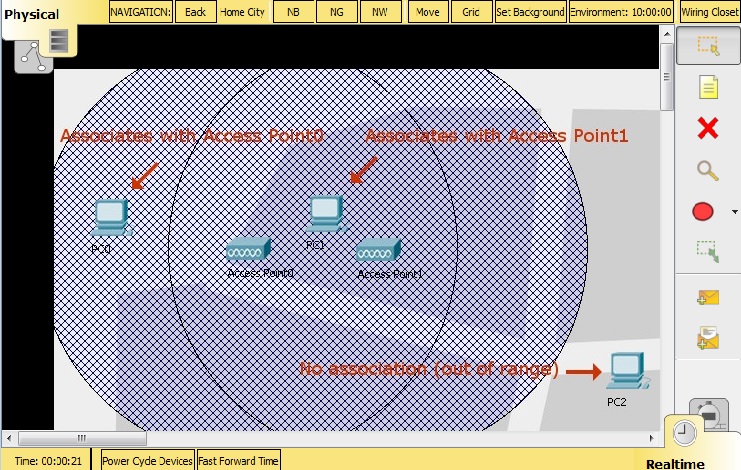 Physical
NAVIGATION: Back Home City NB NG NW Move Grid Set Background Environment: 10:00:00 Wiring Closet
Associates with Access Point0
Associates with Access Point1
PC0
PC1
Access Point0
Access Point1
No association (out of range)
PC2
Time: 00:00:21 Power Cycle Devices Fast Forward Time
Realtime